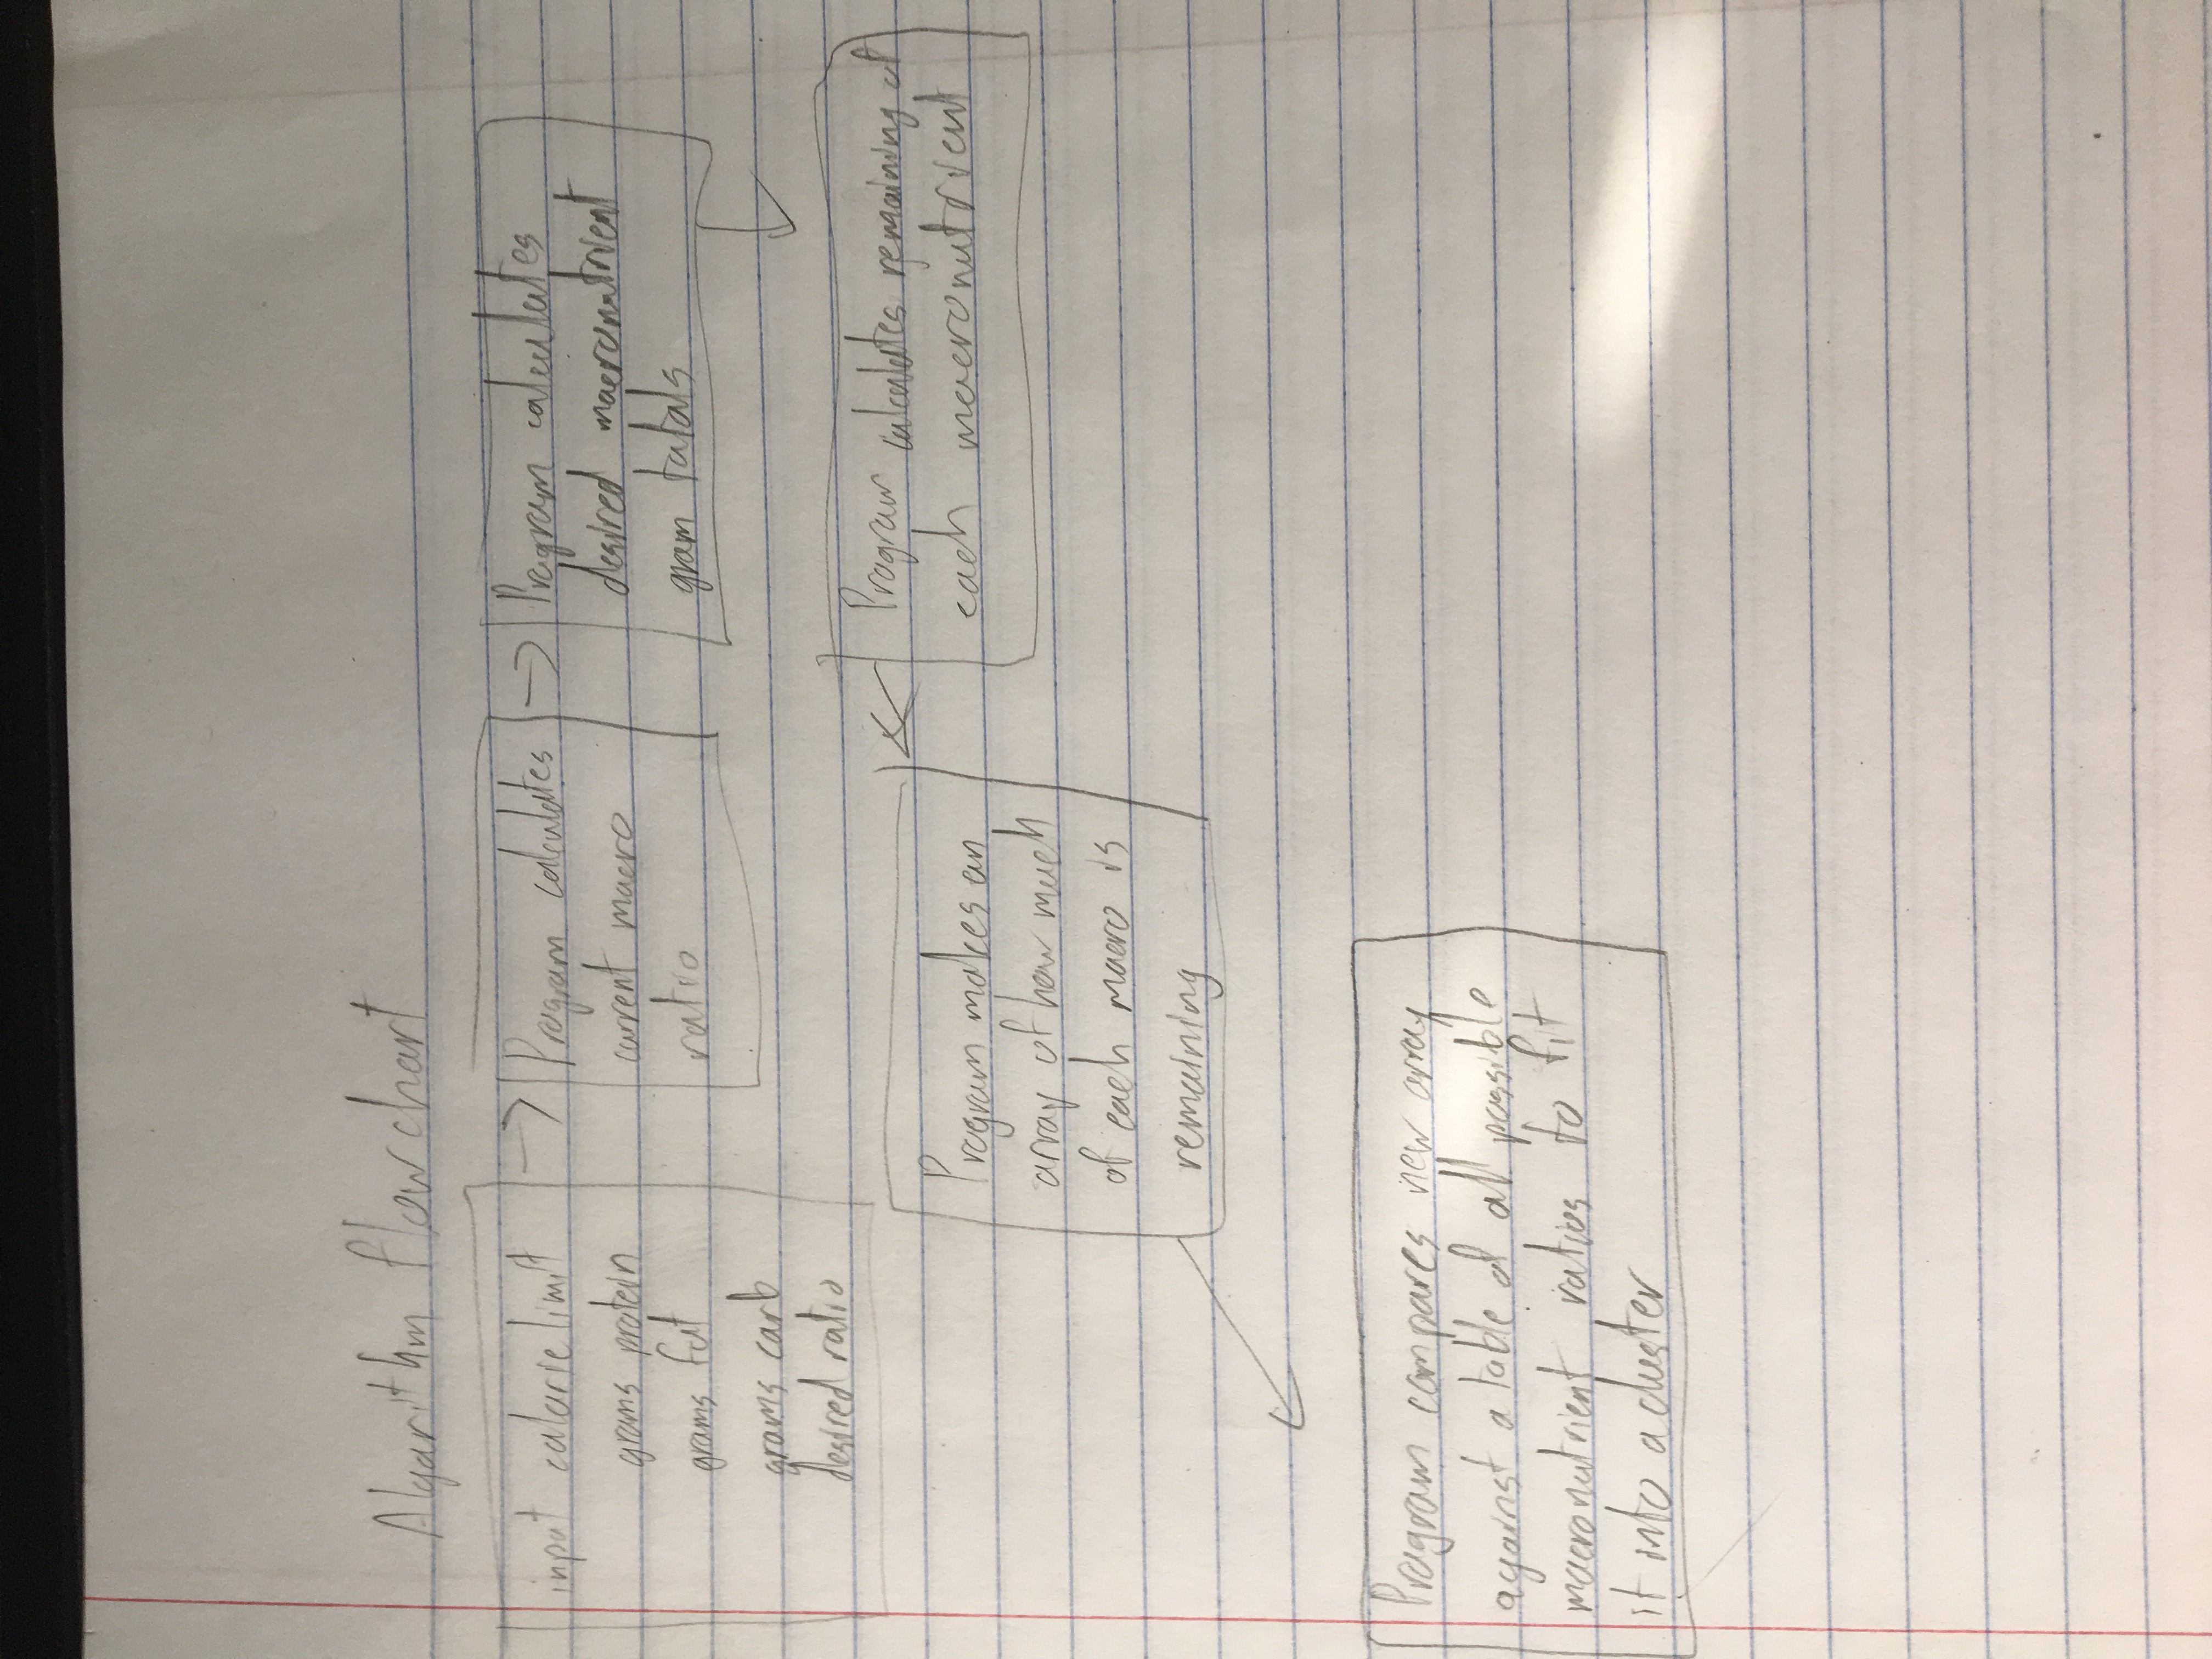 Algorithm flowchart
input calorie limit
grams protein
grams fat
grams carb
desired ratio
Program calculates
current macro
ratio
Program calculates
desired macronutrient
gram totals
Program calculates remaining of
each macronutrient
Program makes an
array of how much
of each macro is
remaining
Program compares new array
against a table of all possible
macronutrient ratios to fit
it into a cluster